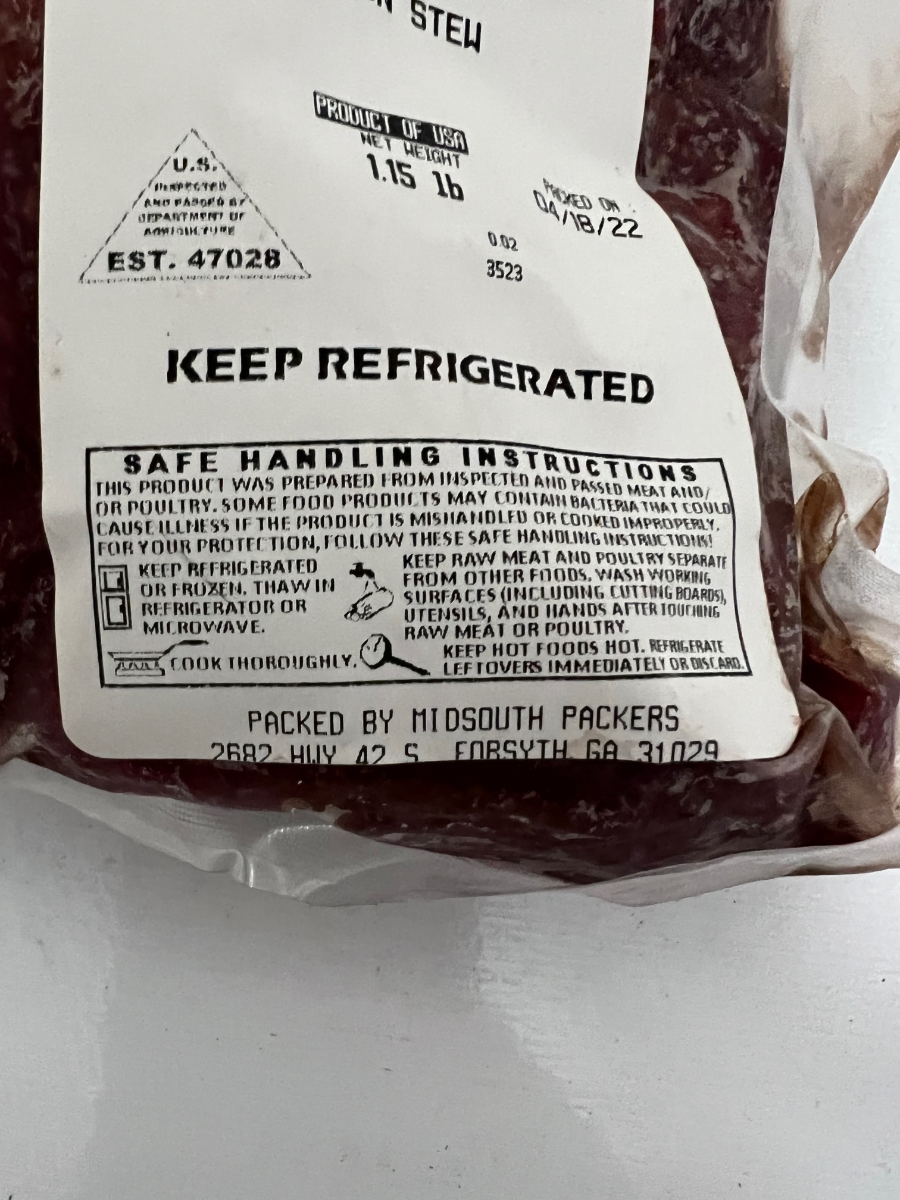 STEW
PRODUCT OF USA
NET WEIGHT
1.15 lb
PACKED ON :
04/18/22
0.02
3523
U.S.
INSPECTED
AND PASSED BY
DEPARTMENT OF
AGRICULTURE
EST. 47028
KEEP REFRIGERATED
SAFE HANDLING INSTRUCTIONS
THIS PRODUCT WAS PREPARED FROM INSPECTED AND PASSED MEAT AND/
OR POULTRY. SOME FOOD PRODUCTS MAY CONTAIN BACTERIA THAT COULD
CAUSE ILLNESS IF THE PRODUCT IS MISHANDLED OR COOKED IMPROPERLY.
FOR YOUR PROTECTION, FOLLOW THESE SAFE HANDLING INSTRUCTIONS!
KEEP REFRIGERATED
OR FROZEN. THAW IN
REFRIGERATOR OR
MICROWAVE.
KEEP RAW MEAT AND POULTRY SEPARATE
FROM OTHER FOODS. WASH WORKING
SURFACES (INCLUDING CUTTING BOARDS),
UTENSILS, AND HANDS AFTER TOUCHING
RAW MEAT OR POULTRY.
COOK THOROUGHLY.
KEEP HOT FOODS HOT. REFRIGERATE
LEFTOVERS IMMEDIATELY OR DISCARD.
PACKED BY MIDSOUTH PACKERS
2682 HWY 42 S FORSYTH GA 31029